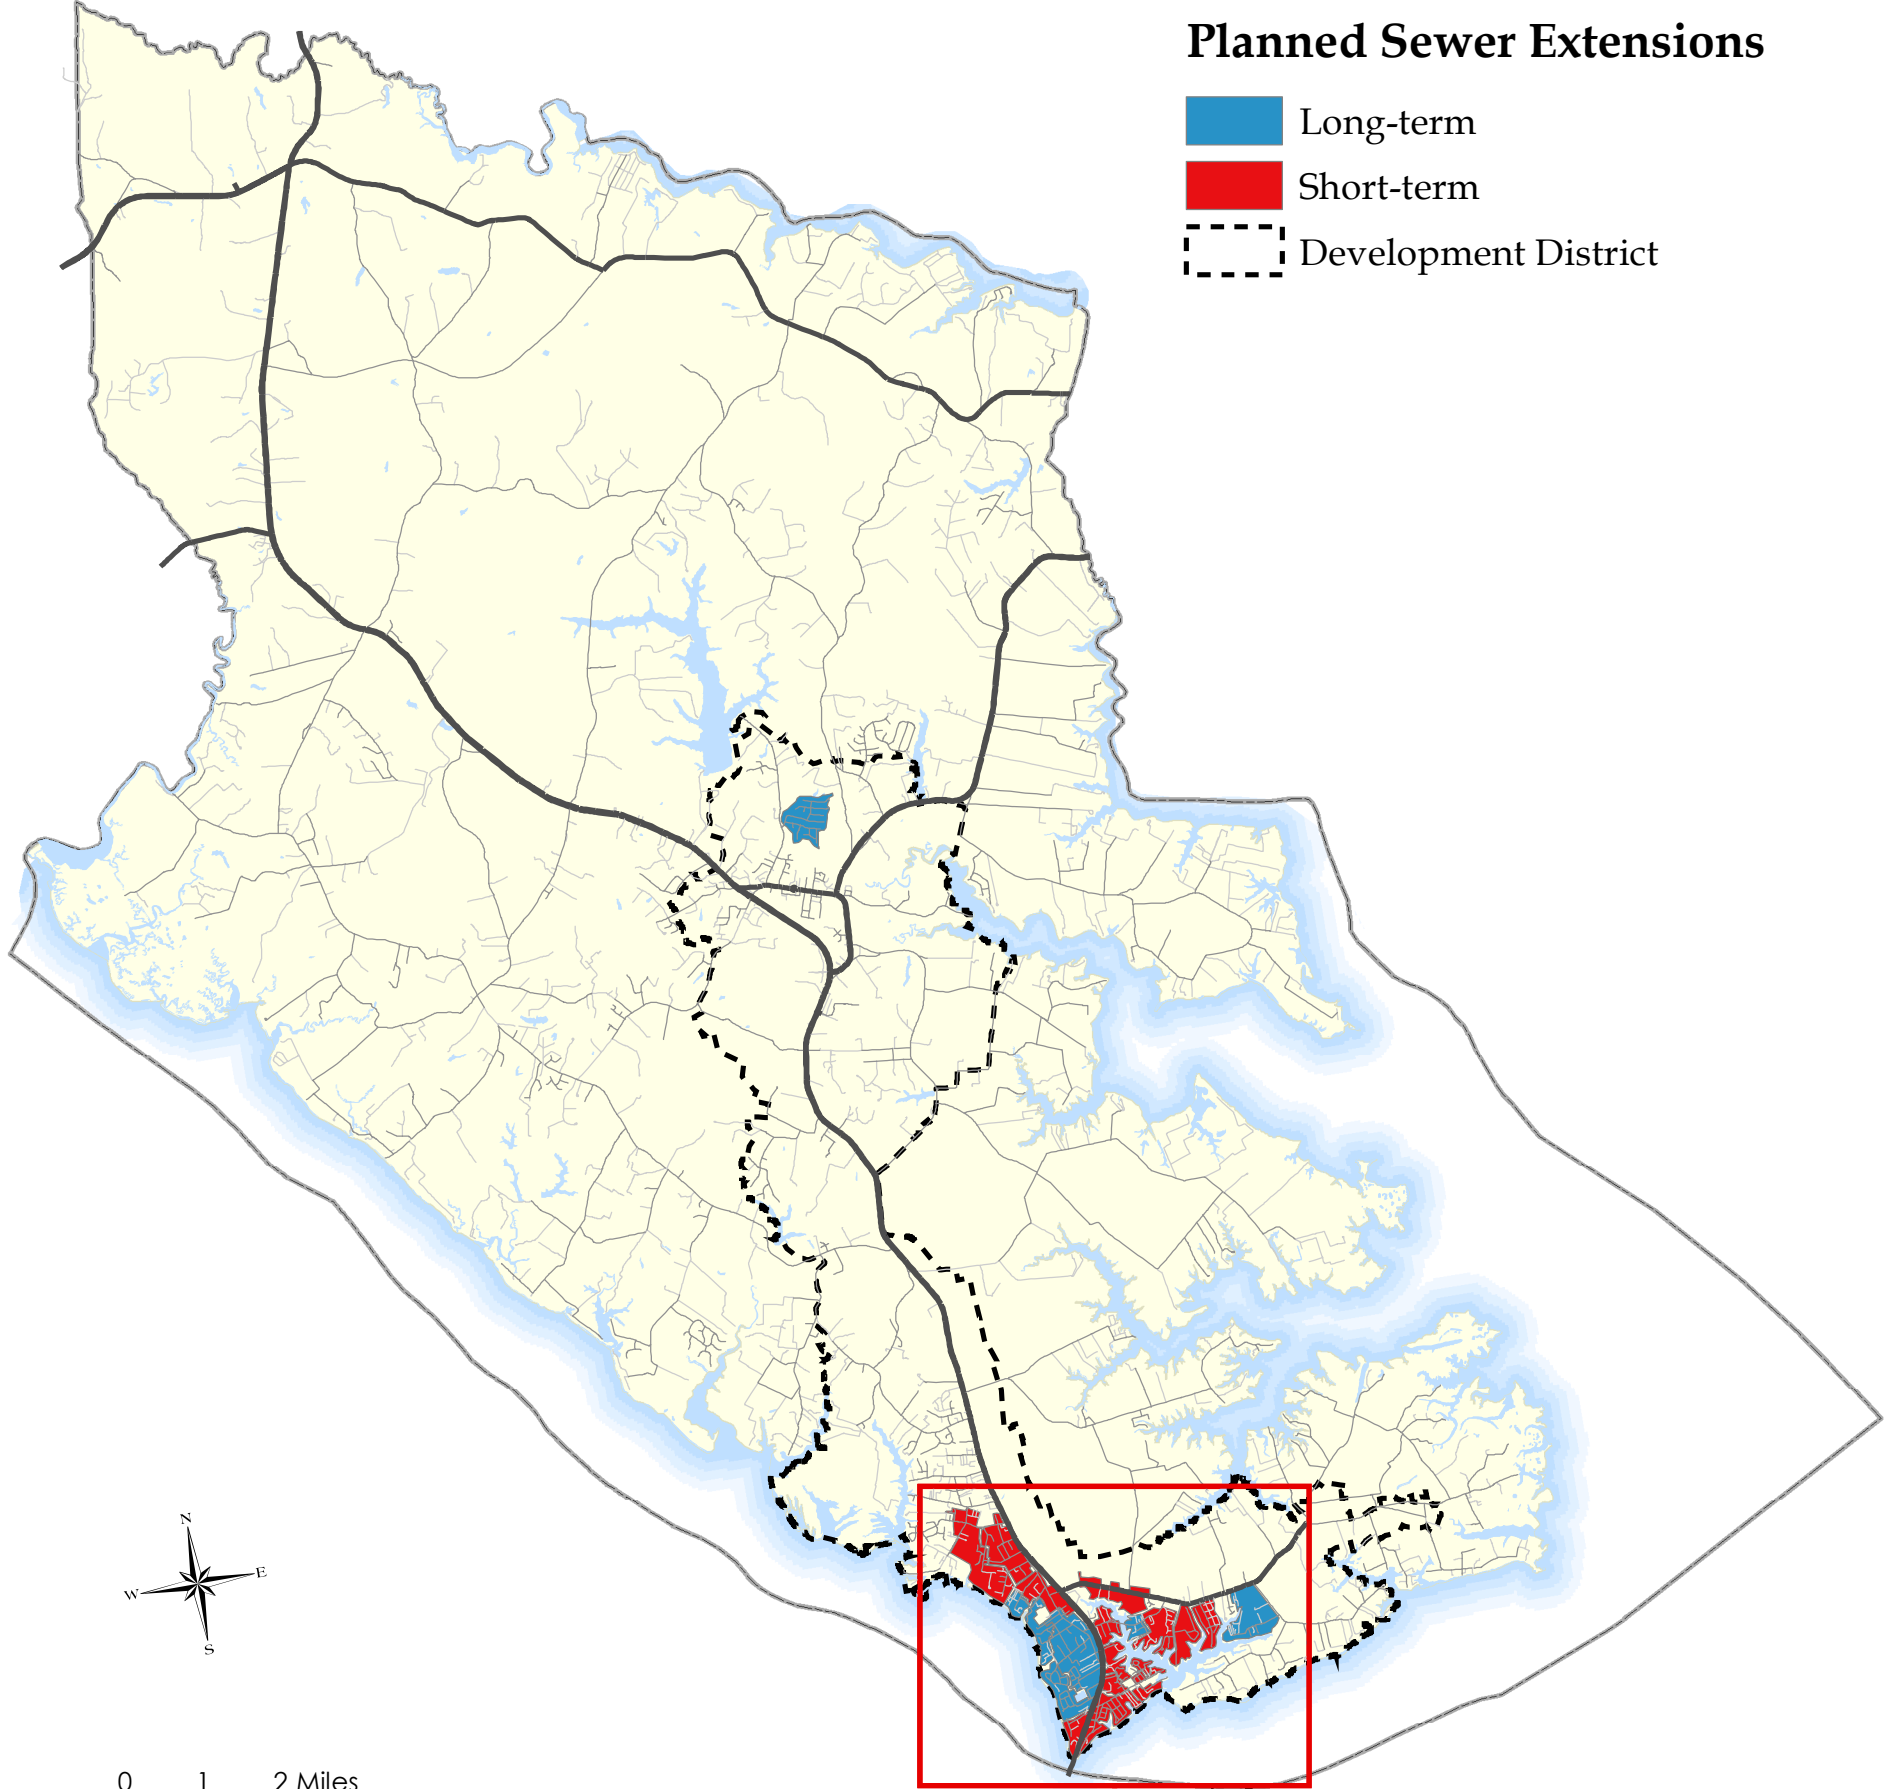 Planned Sewer Extensions
Long-term
Short-term
Development District
N
W
E
S
0 1 2 Miles